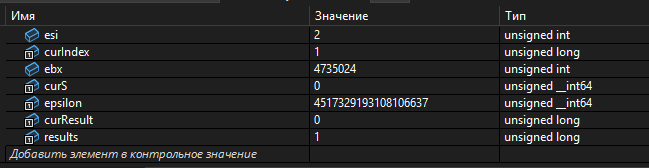 Имя Значение Тип
esi 2 unsigned int
curIndex 1 unsigned long
ebx 4735024 unsigned int
curS 0 unsigned __int64
epsilon 4517329193108106637 unsigned __int64
curResult 0 unsigned long
results 1 unsigned long
Добавить элемент в контрольное значение